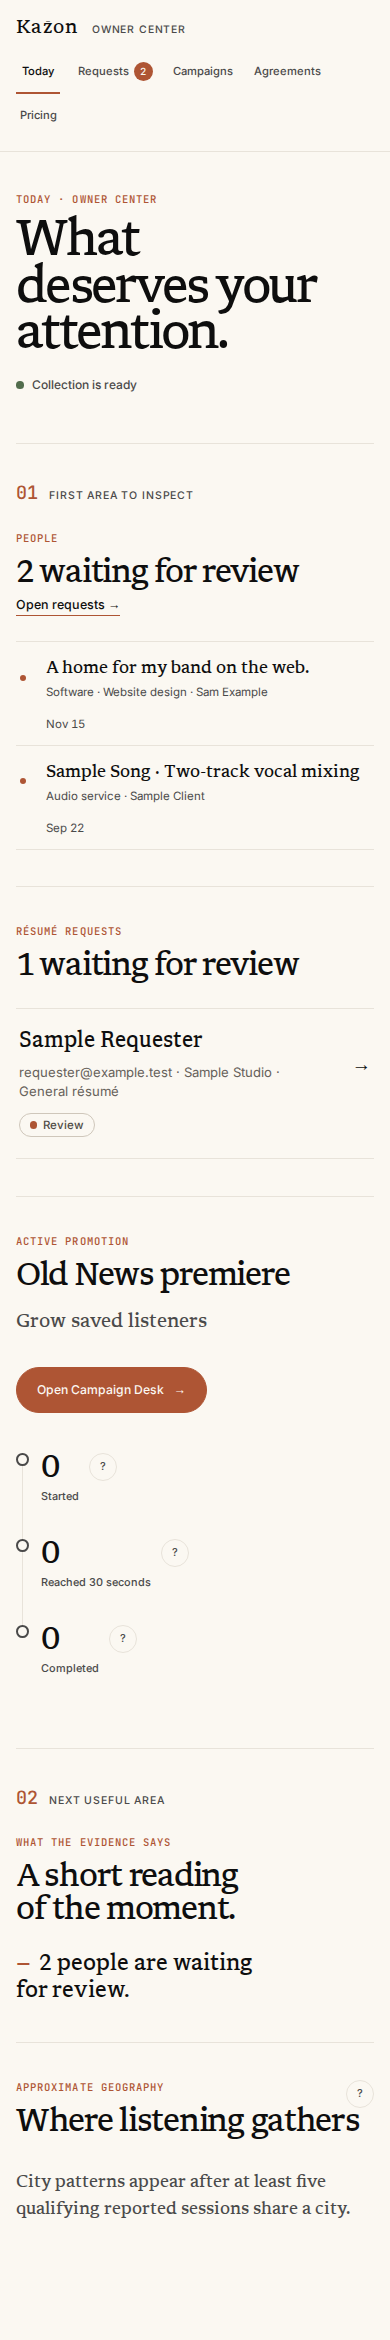 Kažon OWNER CENTER
Today Requests 2 Campaigns Agreements
Pricing
TODAY · OWNER CENTER
What
deserves your
attention.
Collection is ready
01 FIRST AREA TO INSPECT
PEOPLE
2 waiting for review
Open requests →
A home for my band on the web.
Software · Website design · Sam Example
Nov 15
Sample Song · Two-track vocal mixing
Audio service · Sample Client
Sep 22
RÉSUMÉ REQUESTS
1 waiting for review
Sample Requester
requester@example.test · Sample Studio ·
General résumé
→
Review
ACTIVE PROMOTION
Old News premiere
Grow saved listeners
Open Campaign Desk →
0 ?
Started
0 ?
Reached 30 seconds
0 ?
Completed
02 NEXT USEFUL AREA
WHAT THE EVIDENCE SAYS
A short reading
of the moment.
— 2 people are waiting
for review.
APPROXIMATE GEOGRAPHY ?
Where listening gathers
City patterns appear after at least five
qualifying reported sessions share a city.